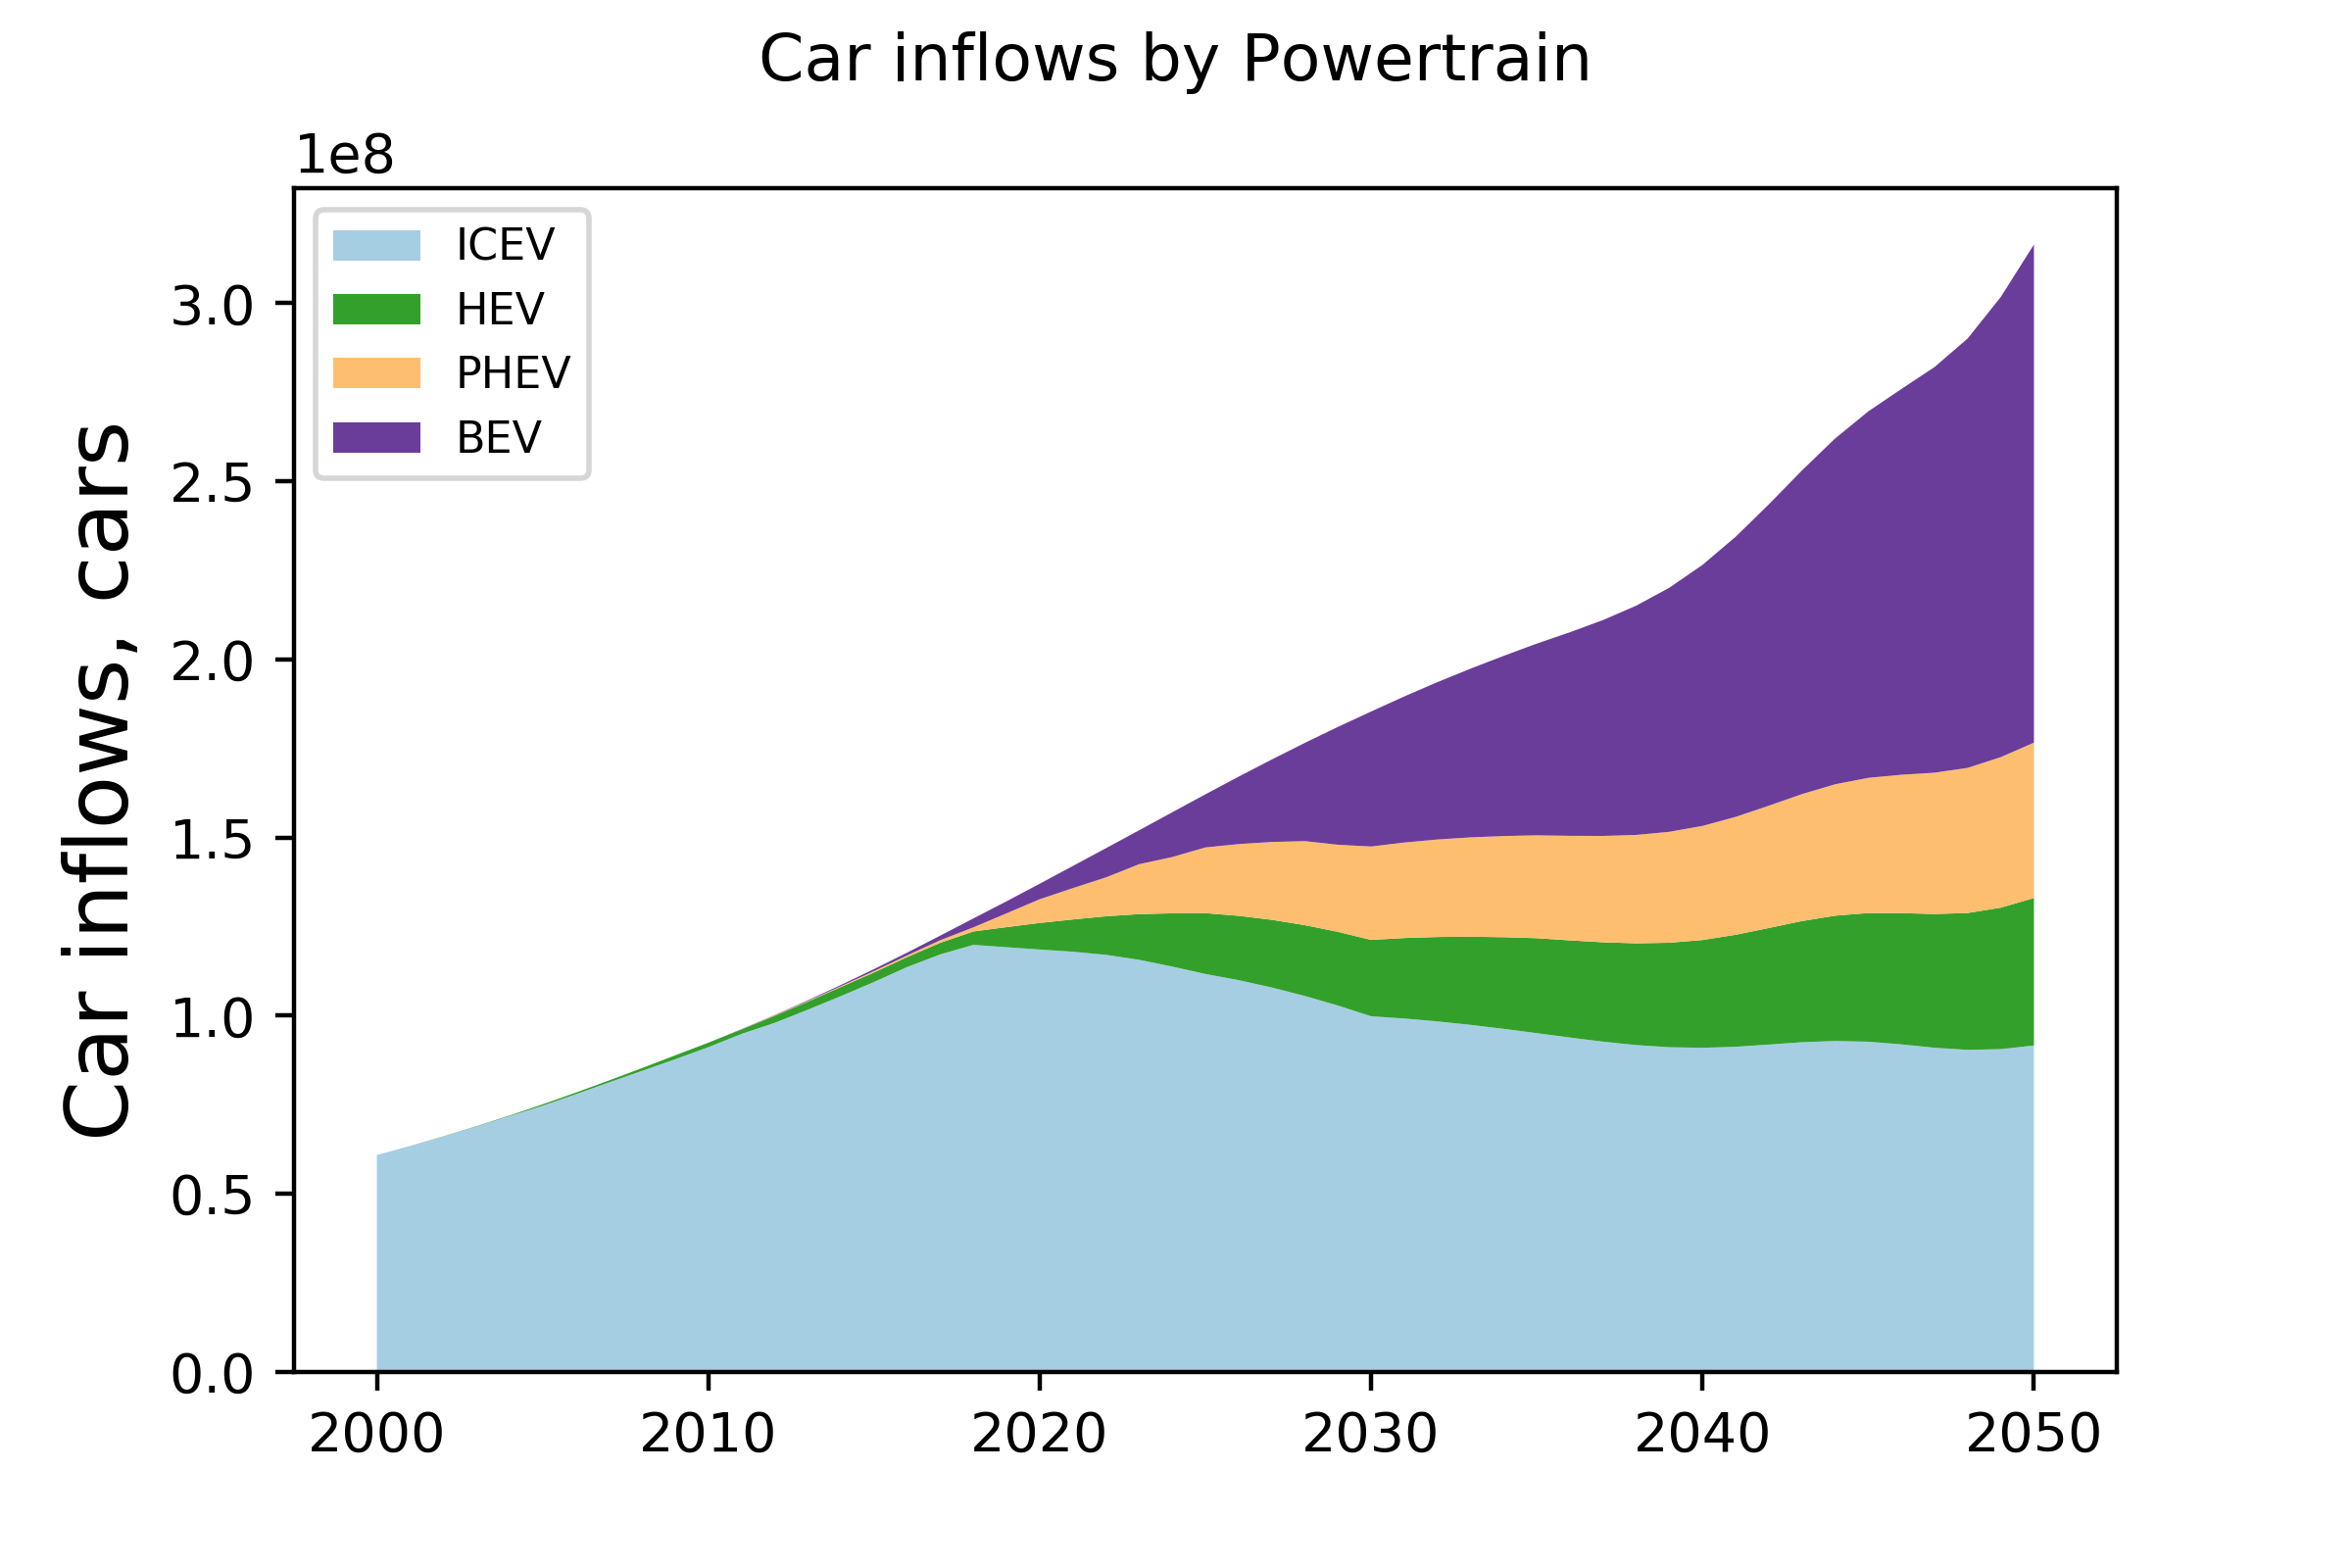 Car inflows by Powertrain
1e8
ICEV
HEV
PHEV
BEV
Car inflows, cars
3.0
2.5
2.0
1.5
1.0
0.5
0.0
2000 2010 2020 2030 2040 2050